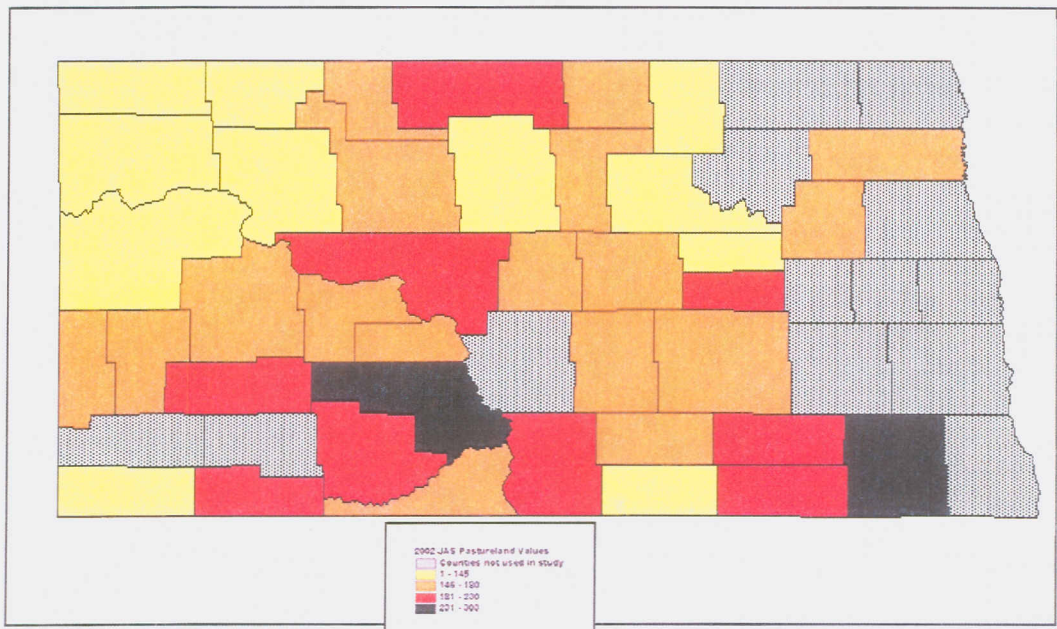 2002 JAS Pastureland Values
Counties not used in study
1 - 145
146 - 180
181 - 230
231 - 300